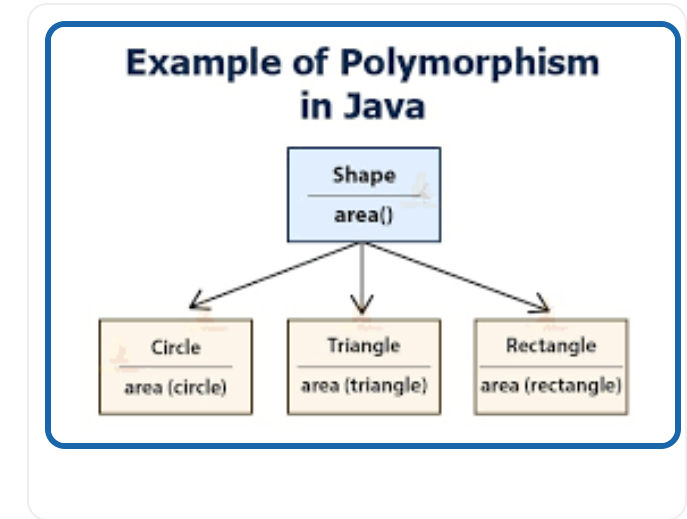 Example of Polymorphism
in Java
Shape
area()
Circle
area (circle)
Triangle
area (triangle)
Rectangle
area (rectangle)